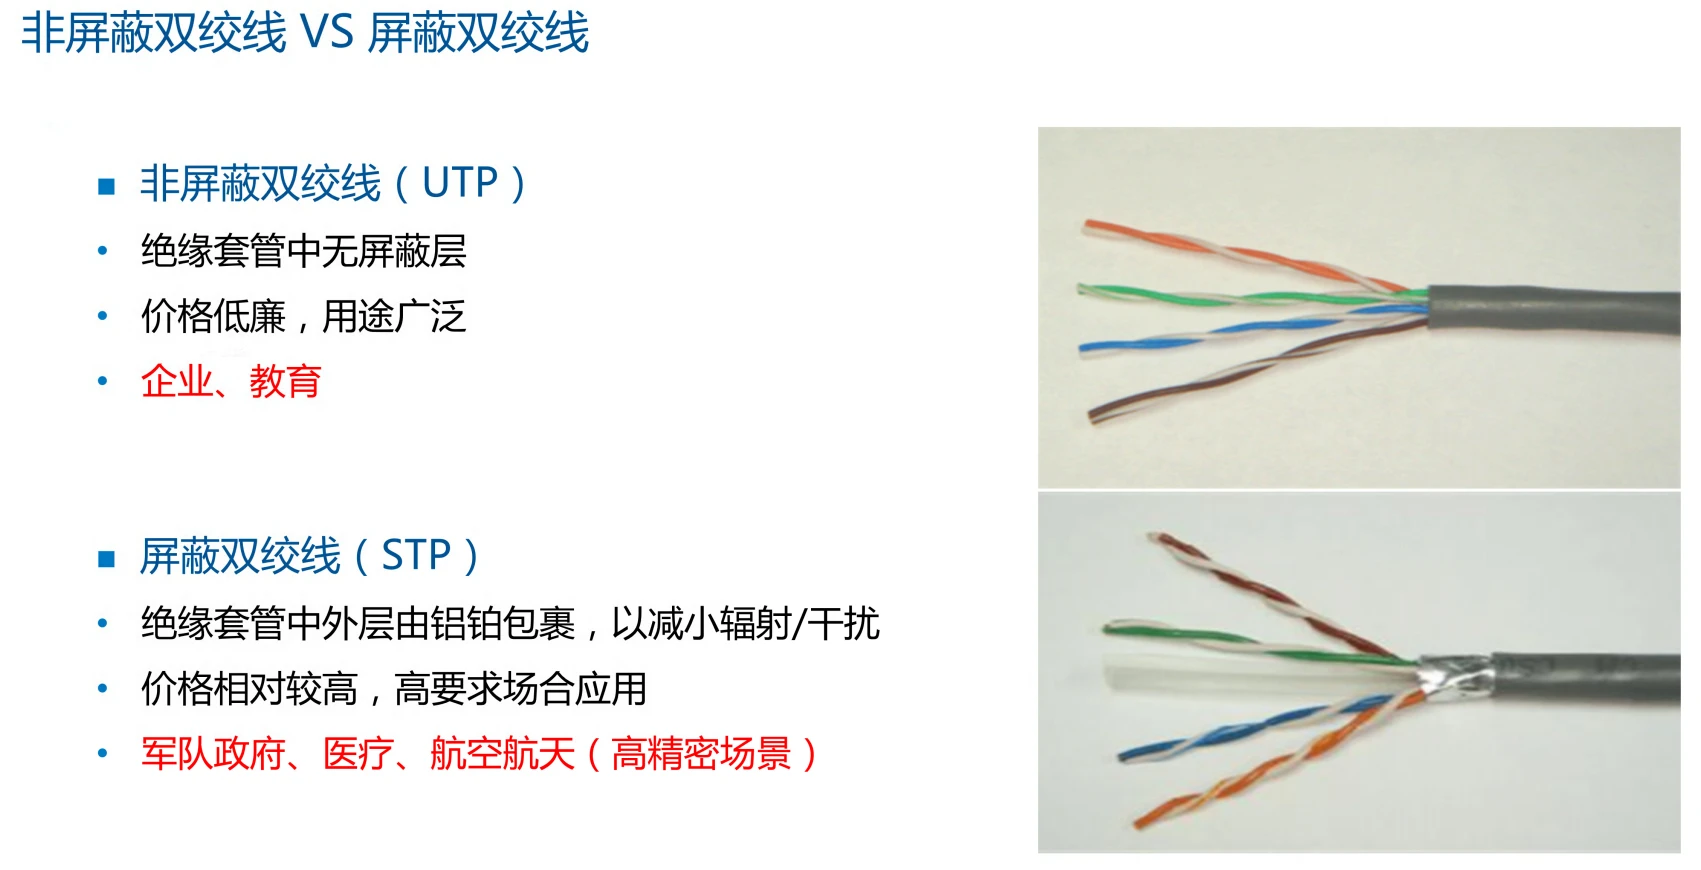 非屏蔽双绞线 VS 屏蔽双绞线
非屏蔽双绞线（UTP）
绝缘套管中无屏蔽层
价格低廉，用途广泛
企业、教育
屏蔽双绞线（STP）
绝缘套管中外层由铝铂包裹，以减小辐射/干扰
价格相对较高，高要求场合应用
军队政府、医疗、航空航天（高精密场景）